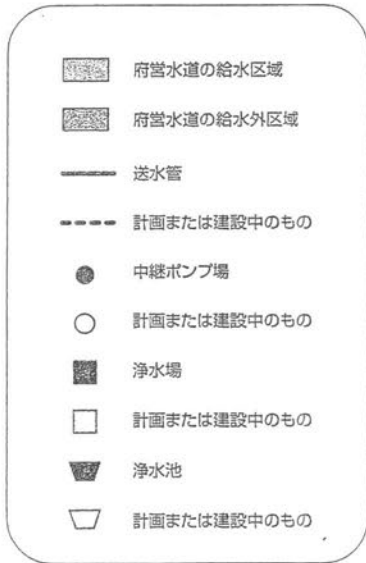 府営水道の給水区域
府営水道の給水外区域
送水管
計画または建設中のもの
中継ポンプ場
計画または建設中のもの
浄水場
計画または建設中のもの
浄水池
計画または建設中のもの